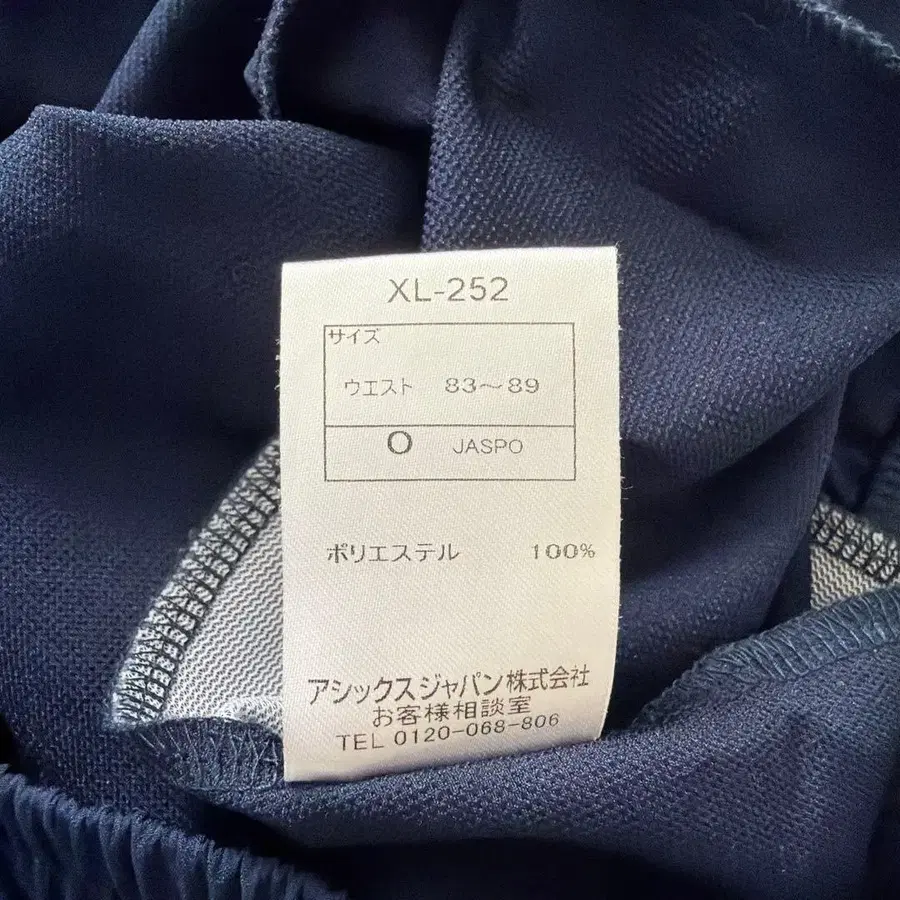 XL-252
サイズ
ウエスト 83～89
O JASPO
ポリエステル 100%
アシックスジャパン株式会社
お客様相談室
TEL 0120-068-806